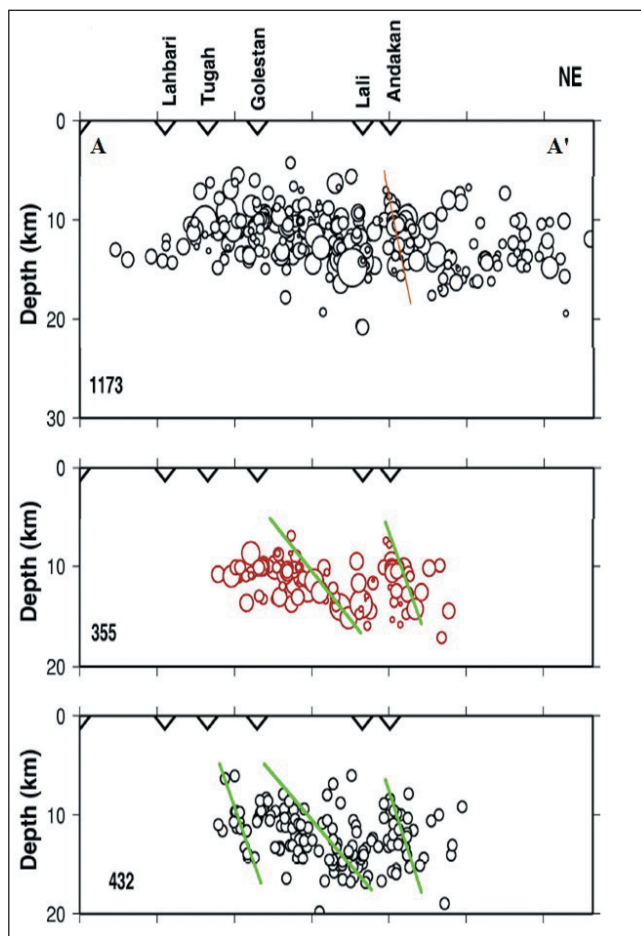 Lahbari
Tugah
Golestan
Lali
Andakan
NE
0
A
A'
10
20
30
Depth (km)
1173
0
10
20
Depth (km)
355
0
10
20
Depth (km)
432